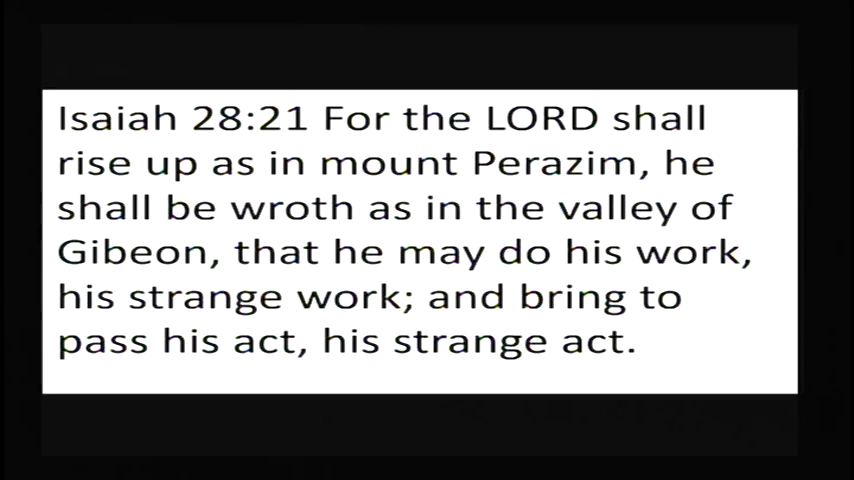 Isaiah 28:21 For the LORD shall
rise up as in mount Perazim, he
shall be wroth as in the valley of
Gibeon, that he may do his work,
his strange work; and bring to
pass his act, his strange act.